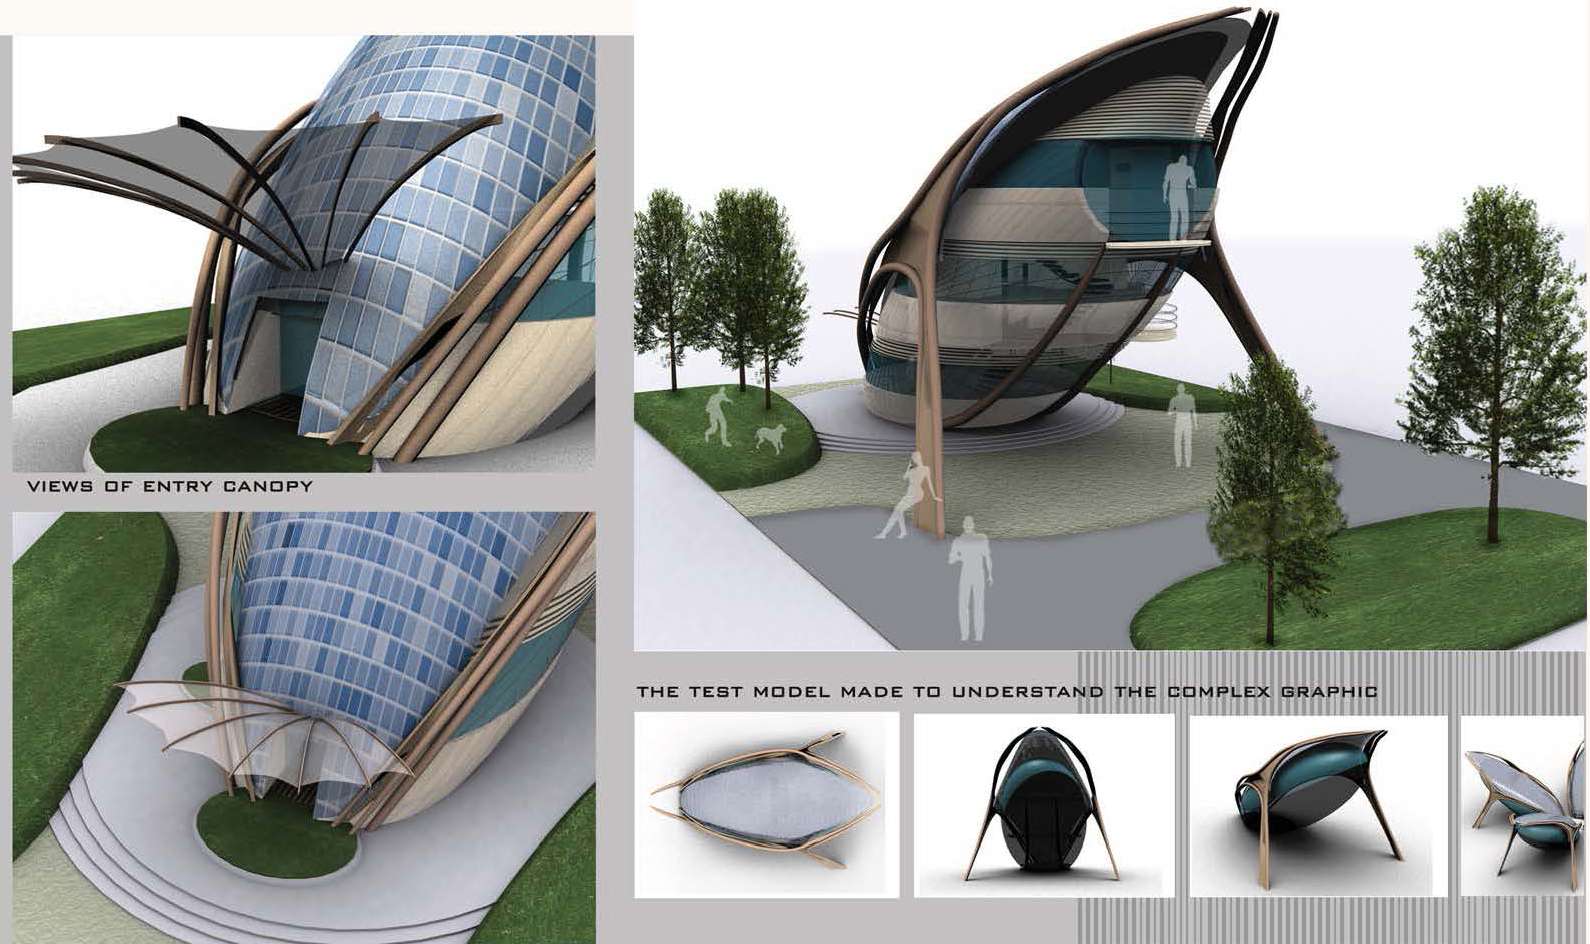 VIEWS OF ENTRY CANOPY
THE TEST MODEL MADE TO UNDERSTAND THE COMPLEX GRAPHIC